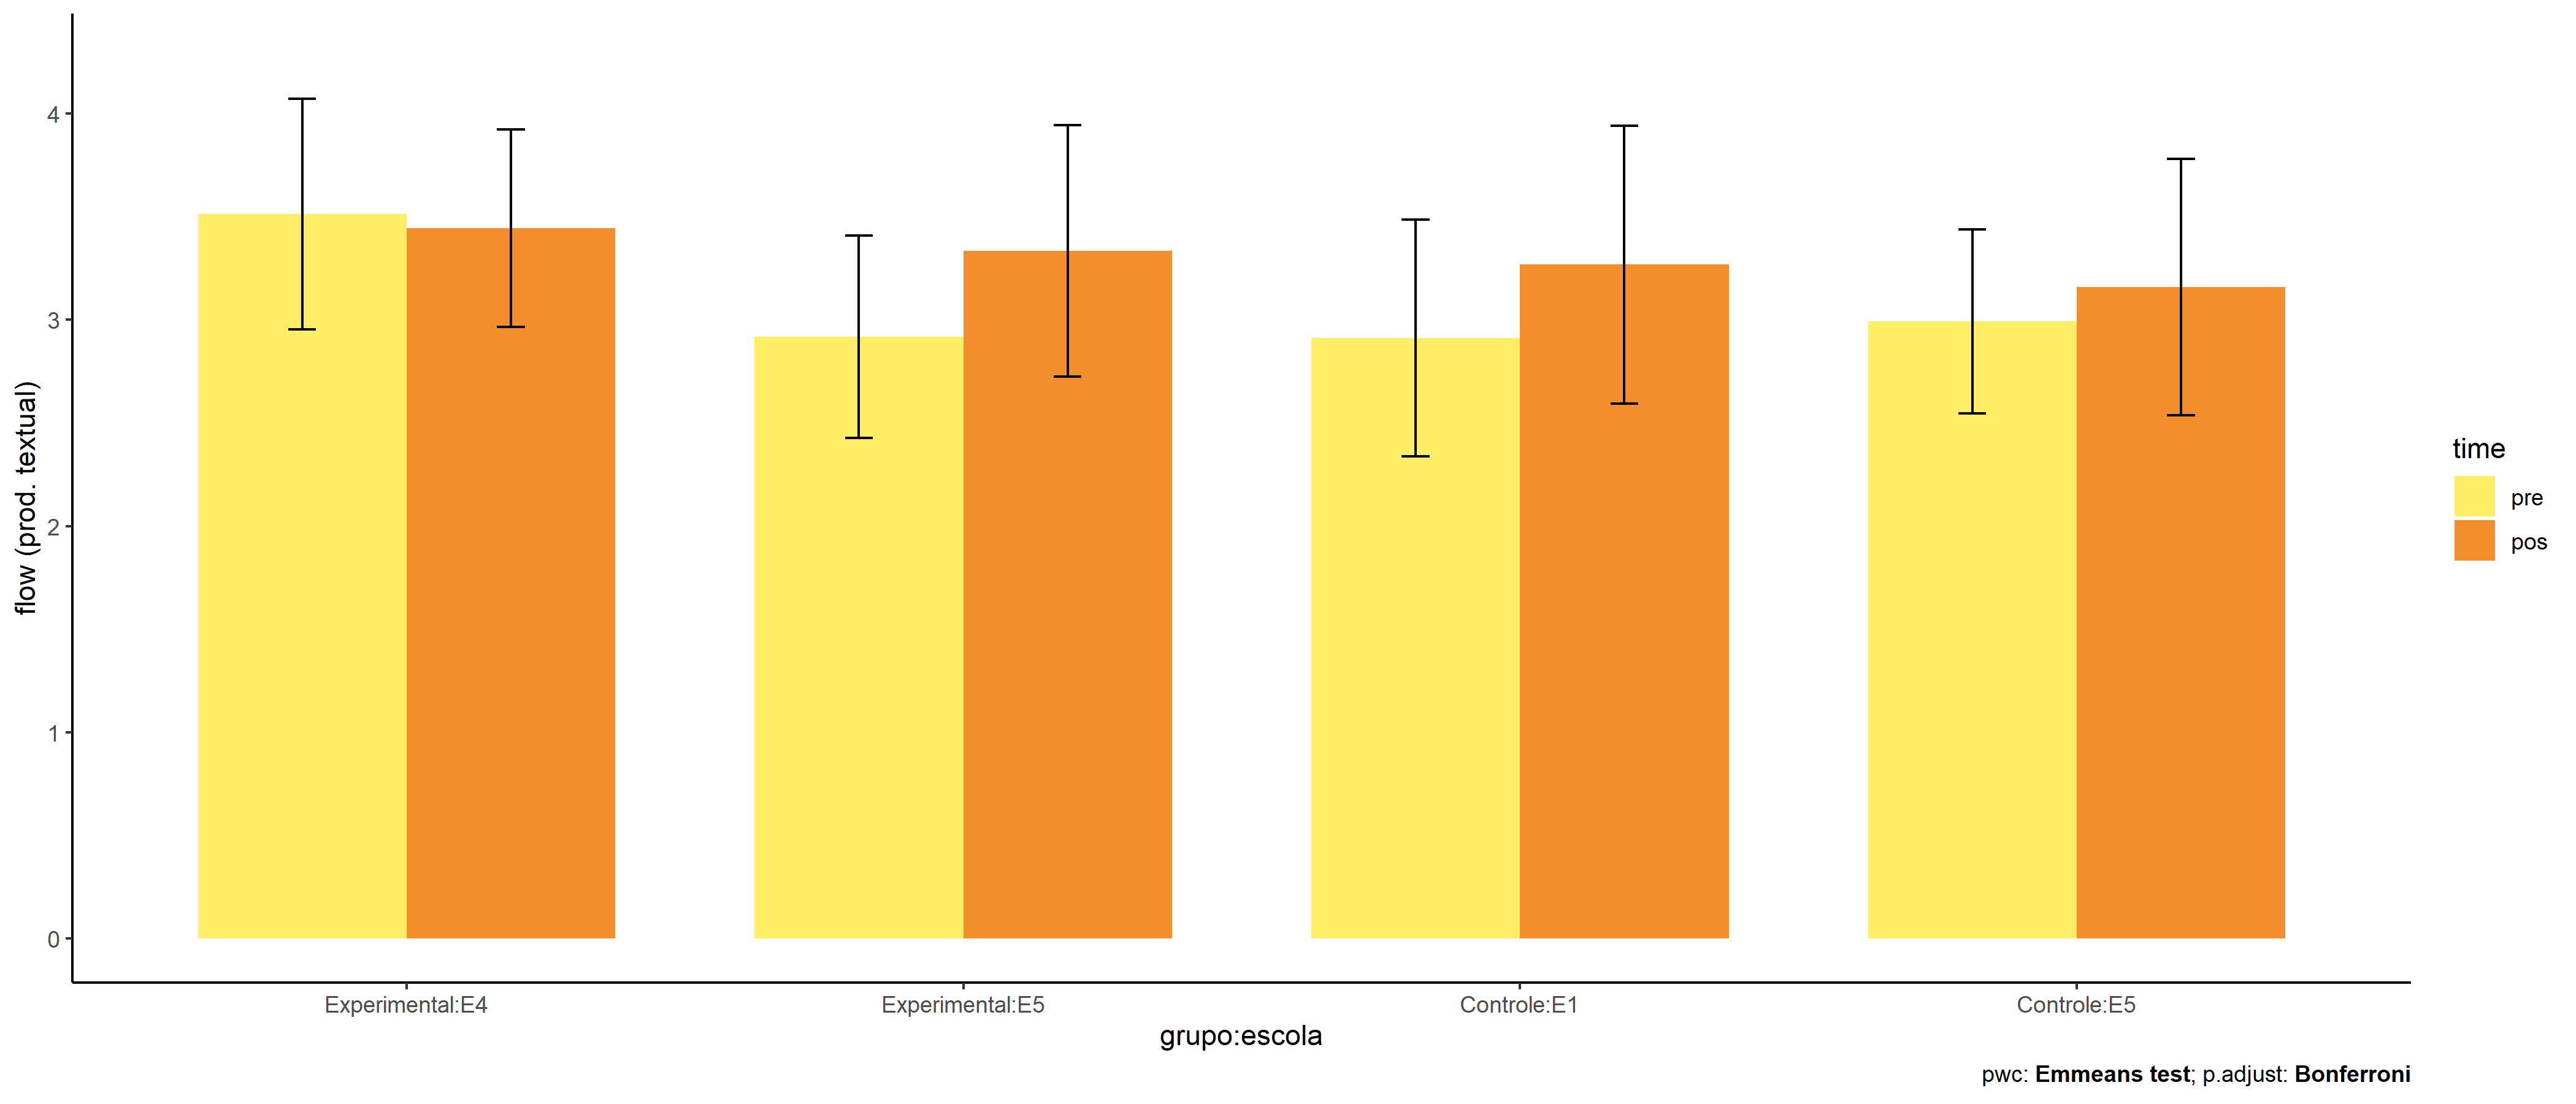 flow (prod. textual)
4
3
2
1
0
Experimental:E4
Experimental:E5
Controle:E1
Controle:E5
grupo:escola
time
pre
pos
pwc: Emmeans test; p.adjust: Bonferroni